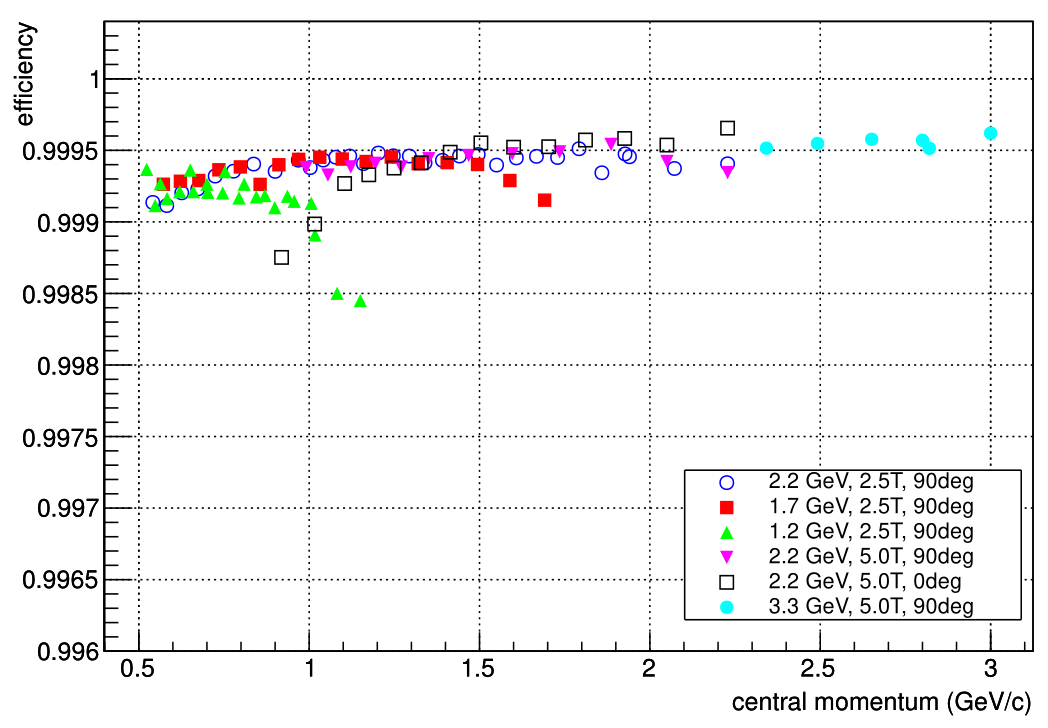 efficiency
1
0.9995
0.999
0.9985
0.998
0.9975
0.997
0.9965
0.996
2.2 GeV, 2.5T, 90deg
1.7 GeV, 2.5T, 90deg
1.2 GeV, 2.5T, 90deg
2.2 GeV, 5.0T, 90deg
2.2 GeV, 5.0T, 0deg
3.3 GeV, 5.0T, 90deg
0.5 1 1.5 2 2.5 3
central momentum (GeV/c)